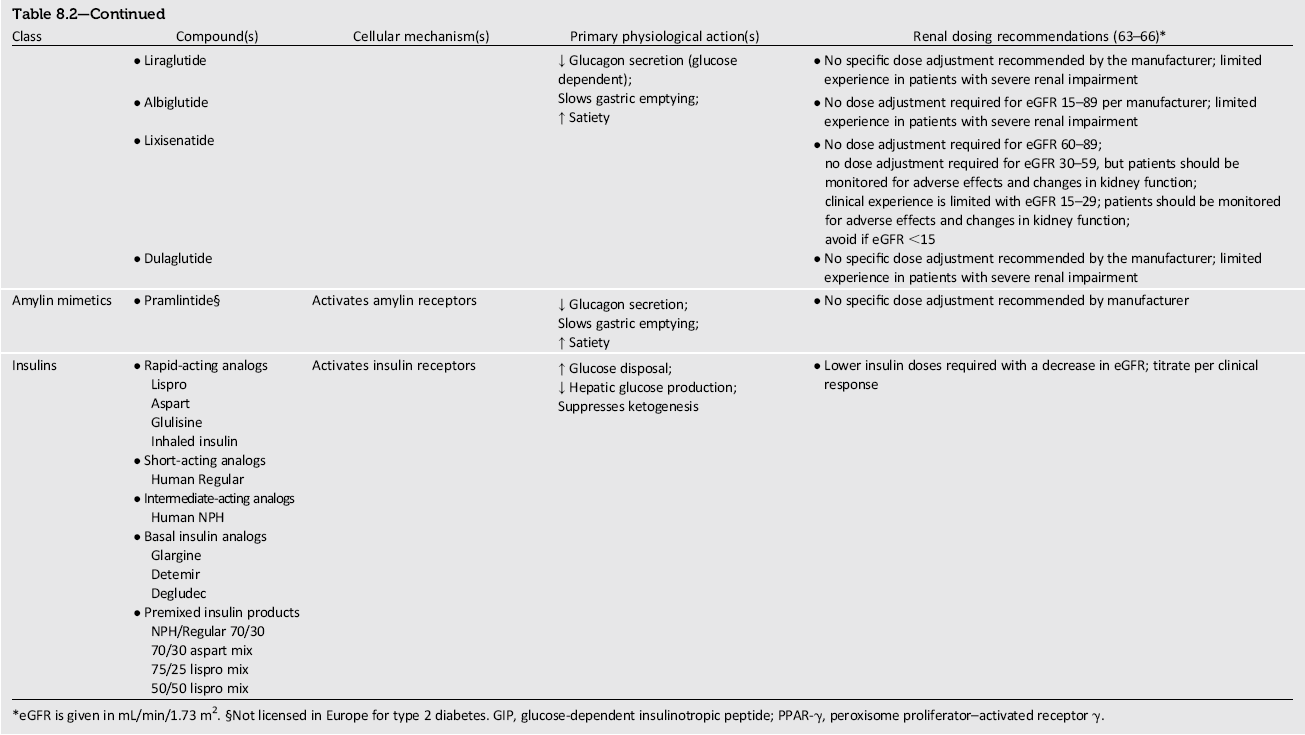 Table 8.2—Continued
Class Compound(s) Cellular mechanism(s) Primary physiological action(s) Renal dosing recommendations (63–66)*
● Liraglutide
↓ Glucagon secretion (glucose
dependent);
Slows gastric emptying;
↑ Satiety
● No specific dose adjustment recommended by the manufacturer; limited
experience in patients with severe renal impairment
● Albiglutide
● No dose adjustment required for eGFR 15–89 per manufacturer; limited
experience in patients with severe renal impairment
● Lixisenatide
● No dose adjustment required for eGFR 60–89;
no dose adjustment required for eGFR 30–59, but patients should be
monitored for adverse effects and changes in kidney function;
clinical experience is limited with eGFR 15–29; patients should be monitored
for adverse effects and changes in kidney function;
avoid if eGFR <15
● Dulaglutide
● No specific dose adjustment recommended by the manufacturer; limited
experience in patients with severe renal impairment
Amylin mimetics
● Pramlintide§
Activates amylin receptors
↓ Glucagon secretion;
Slows gastric emptying;
↑ Satiety
● No specific dose adjustment recommended by manufacturer
Insulins
● Rapid-acting analogs
Lispro
Aspart
Glulisine
Inhaled insulin
● Short-acting analogs
Human Regular
● Intermediate-acting analogs
Human NPH
● Basal insulin analogs
Glargine
Detemir
Degludec
● Premixed insulin products
NPH/Regular 70/30
70/30 aspart mix
75/25 lispro mix
50/50 lispro mix
Activates insulin receptors
↑ Glucose disposal;
↓ Hepatic glucose production;
Suppresses ketogenesis
● Lower insulin doses required with a decrease in eGFR; titrate per clinical
response
*eGFR is given in mL/min/1.73 m². §Not licensed in Europe for type 2 diabetes. GIP, glucose-dependent insulinotropic peptide; PPAR-γ, peroxisome proliferator–activated receptor γ.